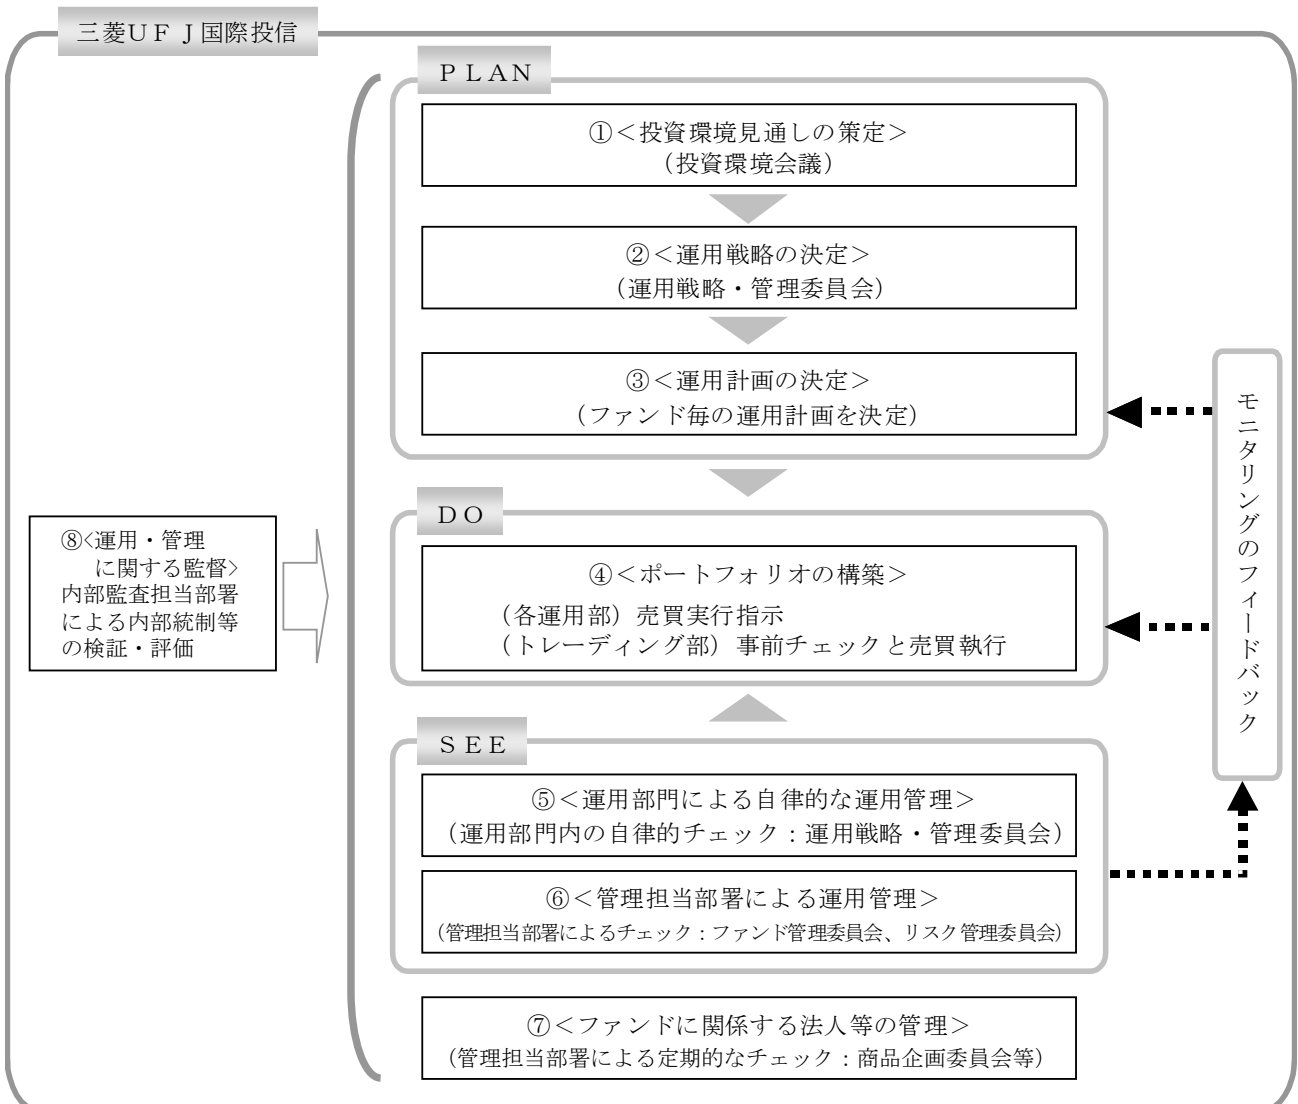 三菱UFJ国際投信
PLAN
①＜投資環境見通しの策定＞
（投資環境会議）
②＜運用戦略の決定＞
（運用戦略・管理委員会）
③＜運用計画の決定＞
（ファンド毎の運用計画を決定）
DO
④＜ポートフォリオの構築＞
（各運用部）売買実行指示
（トレーディング部）事前チェックと売買執行
SEE
⑤＜運用部門による自律的な運用管理＞
（運用部門内の自律的チェック：運用戦略・管理委員会）
⑥＜管理担当部署による運用管理＞
（管理担当部署によるチェック：ファンド管理委員会、リスク管理委員会）
⑦＜ファンドに関係する法人等の管理＞
（管理担当部署による定期的なチェック：商品企画委員会等）
⑧<運用・管理
に関する監督>
内部監査担当部署
による内部統制等
の検証・評価
モニタリングのフィードバック